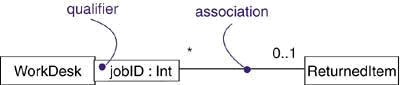 qualifier
association
*
0..1
WorkDesk
jobID : Int
ReturnedItem